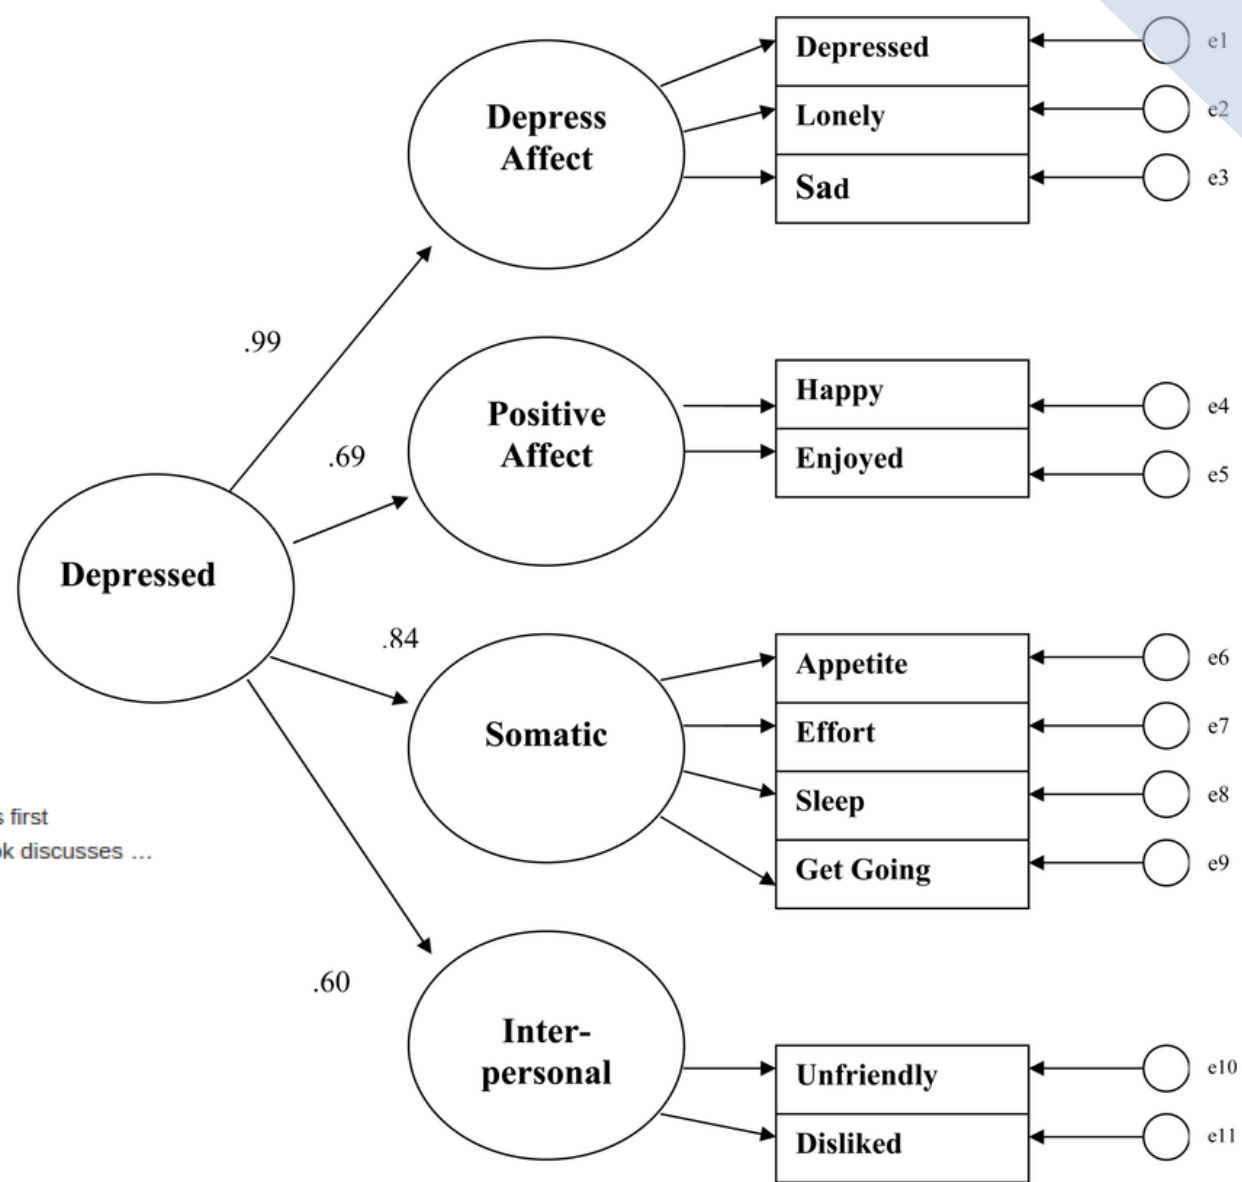 Depressed
e1
Depress
Affect
Lonely
e2
Sad
e3
.99
Positive
Affect
Happy
e4
.69
Enjoyed
e5
Depressed
.84
Appetite
e6
Somatic
Effort
e7
Sleep
e8
first
discusses ...
Get Going
e9
.60
Inter-
personal
Unfriendly
e10
Disliked
e11